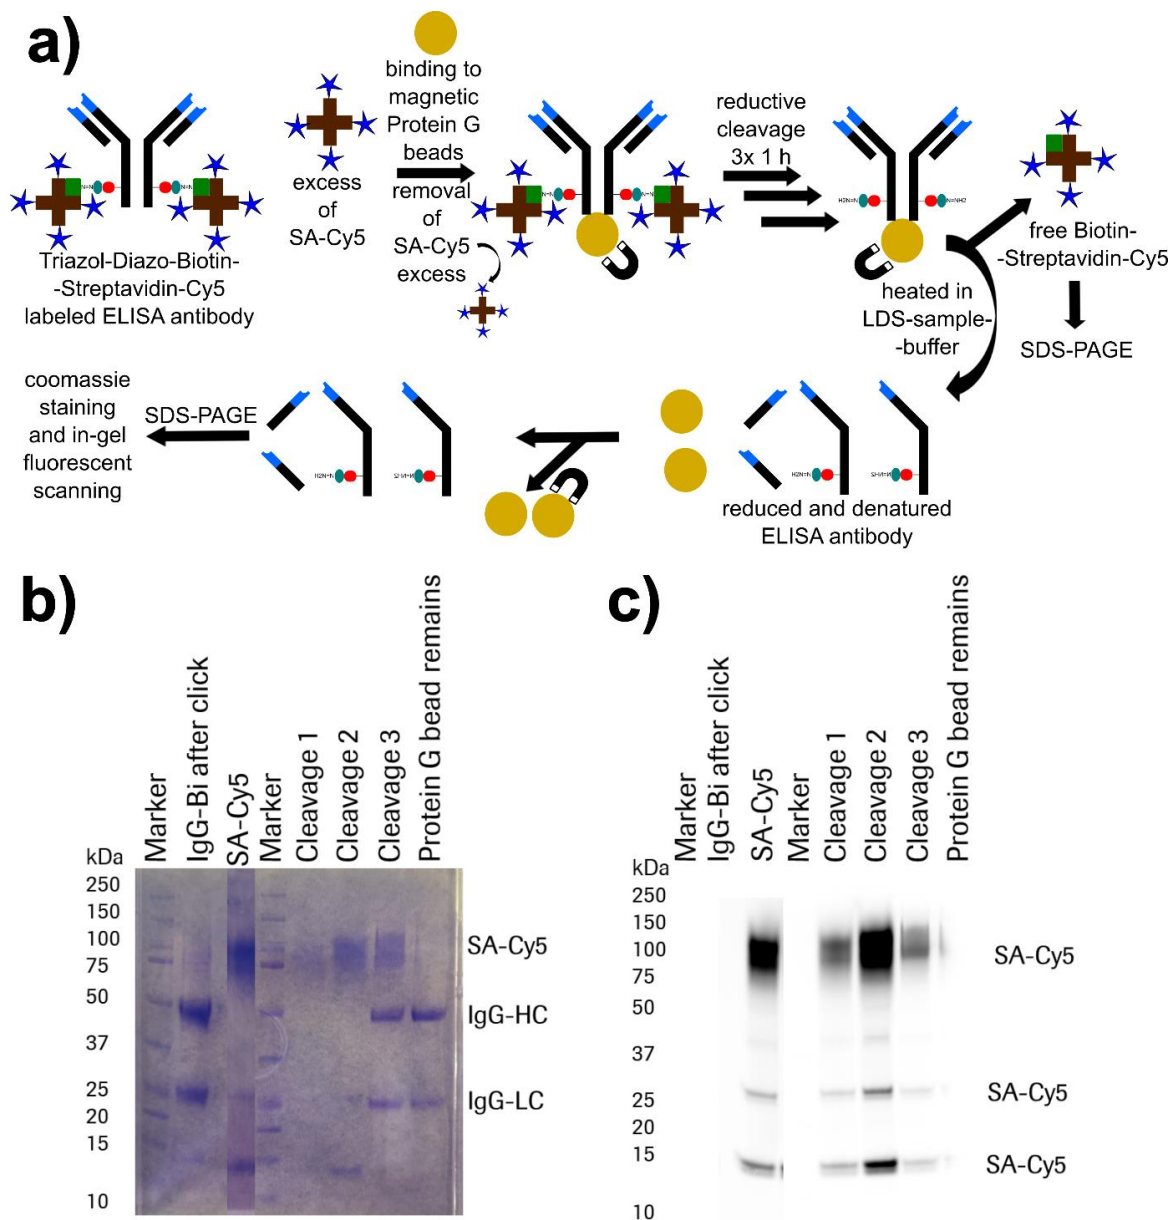 a)
Triazol-Diazo-Biotin-
-Streptavidin-Cy5
labeled ELISA antibody
N=N
N=N
excess
of
SA-Cy5
binding to
magnetic
Protein G
beads
removal
of
SA-Cy5
excess
N=N
N=N
reductive
cleavage
3x 1 h
H2N=N
N=NH2
free Biotin-
-Streptavidin-Cy5
SDS-PAGE
heated in
LDS-sample-
-buffer
H2N=N
reduced and denatured
ELISA antibody
H2N=N
SDS-PAGE
coomassie
staining
and in-gel
fluorescent
scanning
b)
Marker
IgG-Bi after click
SA-Cy5
Marker
Cleavage 1
Cleavage 2
Cleavage 3
Protein G bead remains
kDa
250
150
100
75
50
37
25
20
15
10
SA-Cy5
IgG-HC
IgG-LC
c)
Marker
IgG-Bi after click
SA-Cy5
Marker
Cleavage 1
Cleavage 2
Cleavage 3
Protein G bead remains
kDa
250
150
100
75
50
37
25
20
15
10
SA-Cy5
SA-Cy5
SA-Cy5